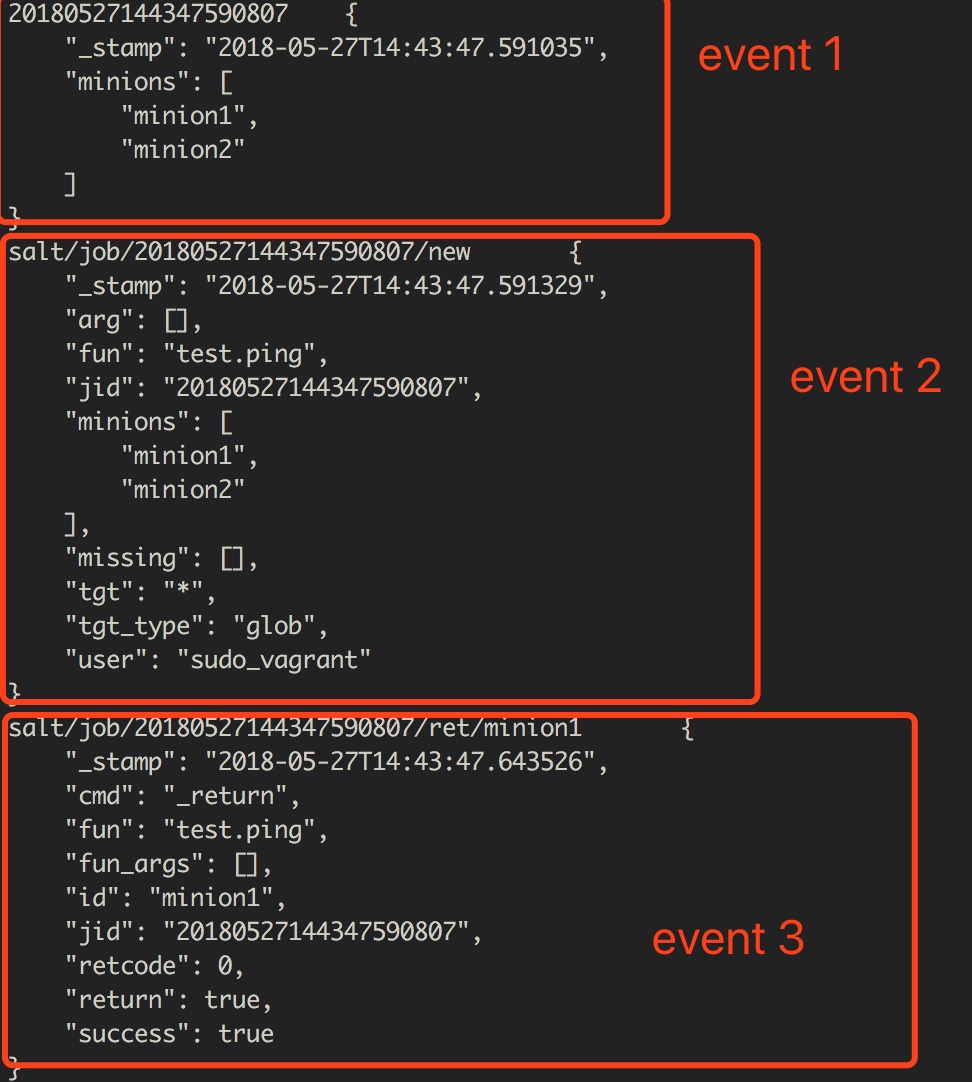 20180527144347590807    {
    "_stamp": "2018-05-27T14:43:47.591035",
event 1
    "minions": [
        "minion1",
        "minion2"
    ]
}
salt/job/20180527144347590807/new       {
    "_stamp": "2018-05-27T14:43:47.591329",
    "arg": [],
    "fun": "test.ping",
event 2
    "jid": "20180527144347590807",
    "minions": [
        "minion1",
        "minion2"
    ],
    "missing": [],
    "tgt": "*",
    "tgt_type": "glob",
    "user": "sudo_vagrant"
}
salt/job/20180527144347590807/ret/minion1       {
    "_stamp": "2018-05-27T14:43:47.643526",
    "cmd": "_return",
    "fun": "test.ping",
    "fun_args": [],
    "id": "minion1",
    "jid": "20180527144347590807",
event 3
    "retcode": 0,
    "return": true,
    "success": true
}